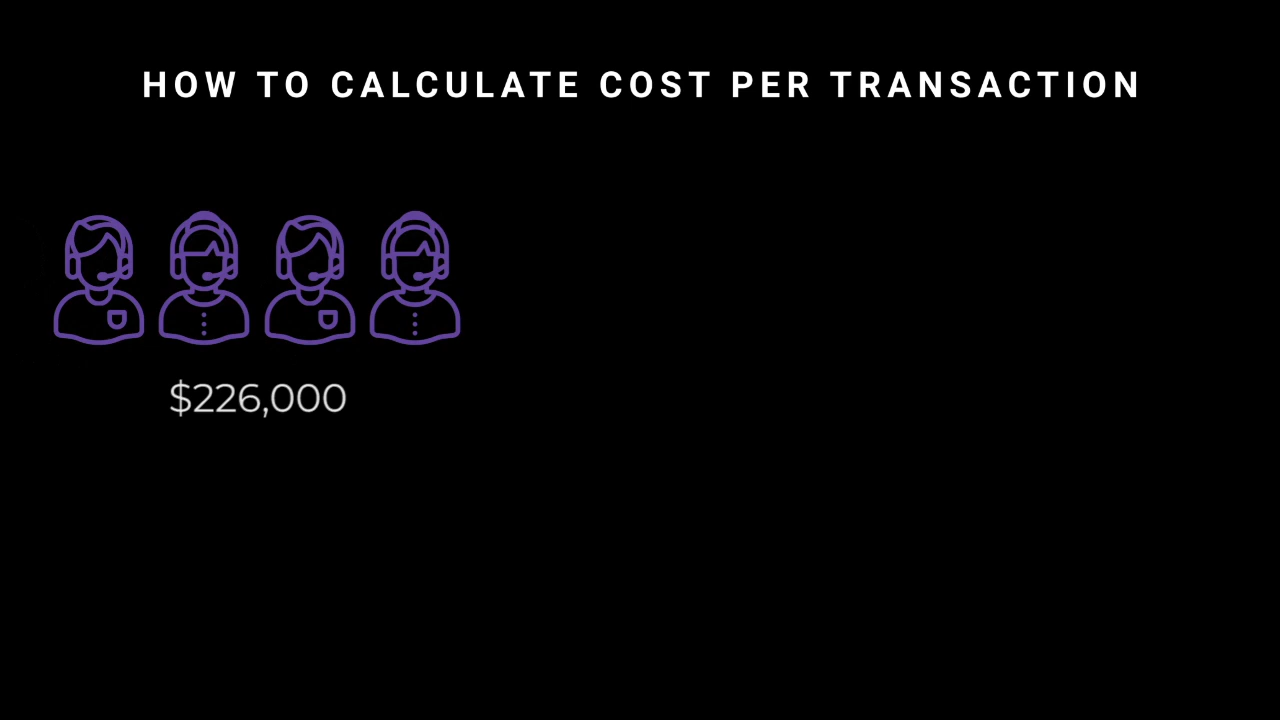 HOW TO CALCULATE COST PER TRANSACTION
$226,000